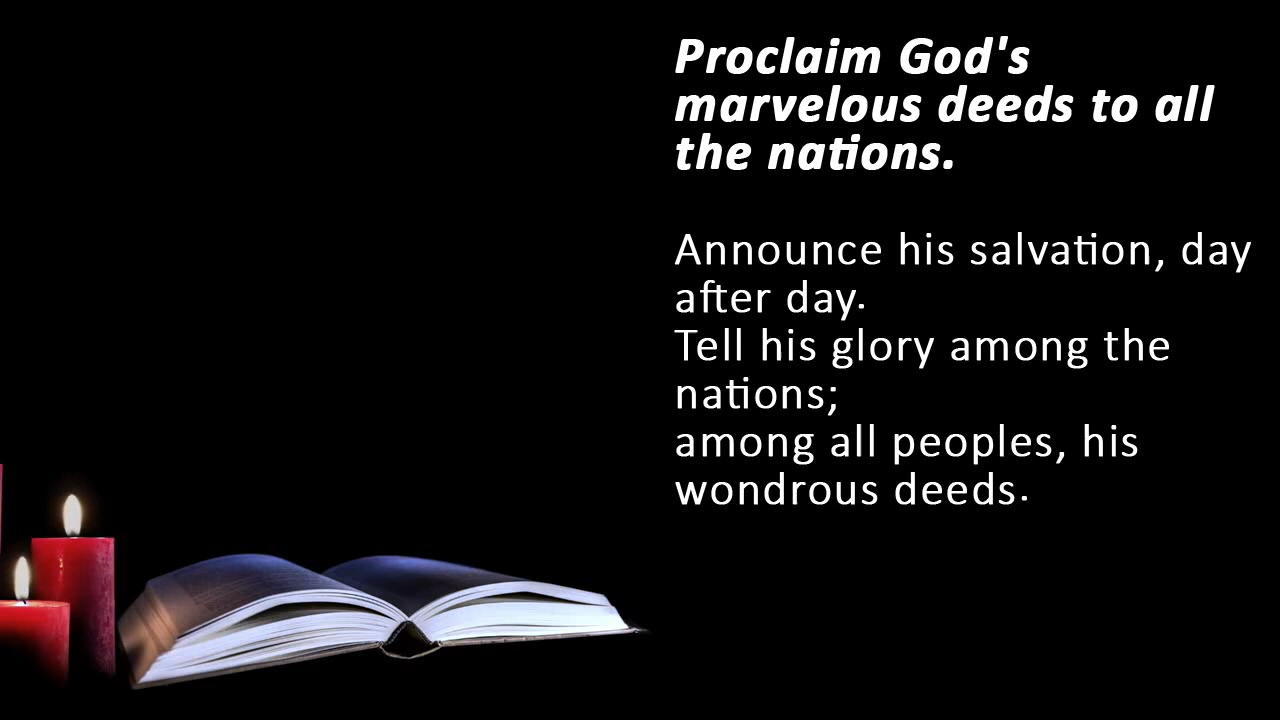 Proclaim God's
marvelous deeds to all
the nations.
Announce his salvation, day
after day.
Tell his glory among the
nations;
among all peoples, his
wondrous deeds.